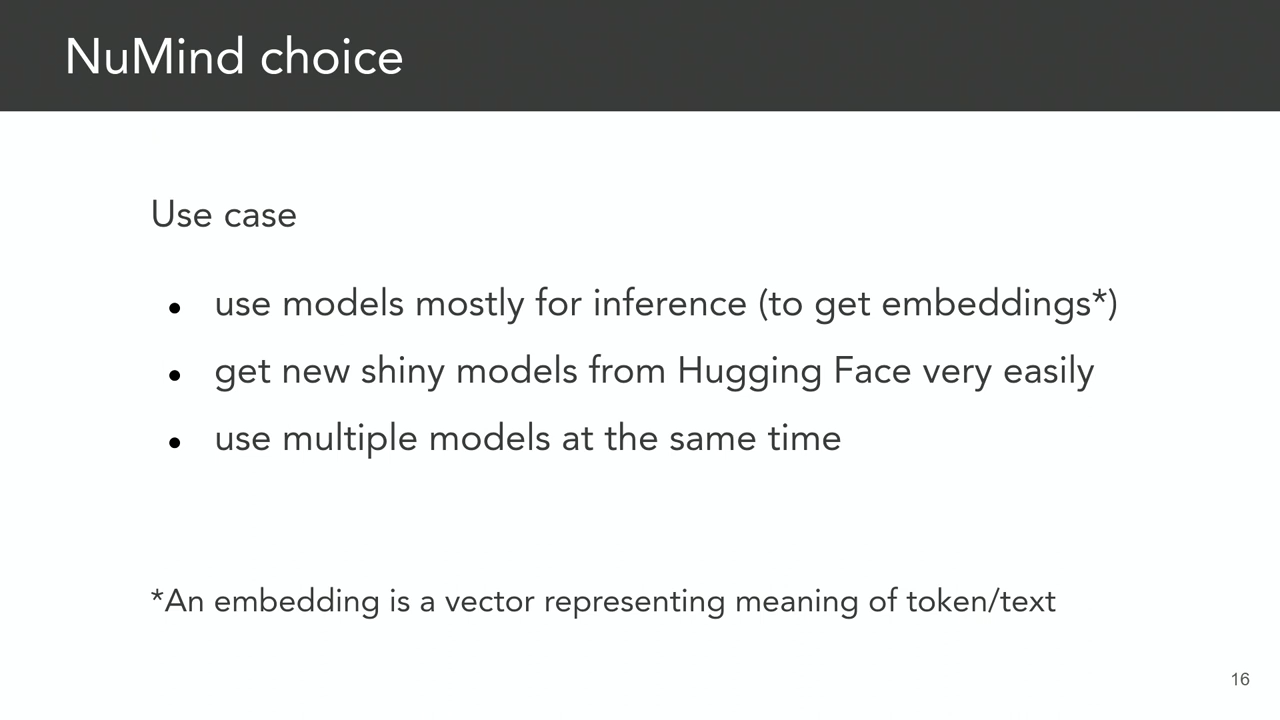 NuMind choice
Use case
● use models mostly for inference (to get embeddings*)
● get new shiny models from Hugging Face very easily
● use multiple models at the same time
*An embedding is a vector representing meaning of token/text
16